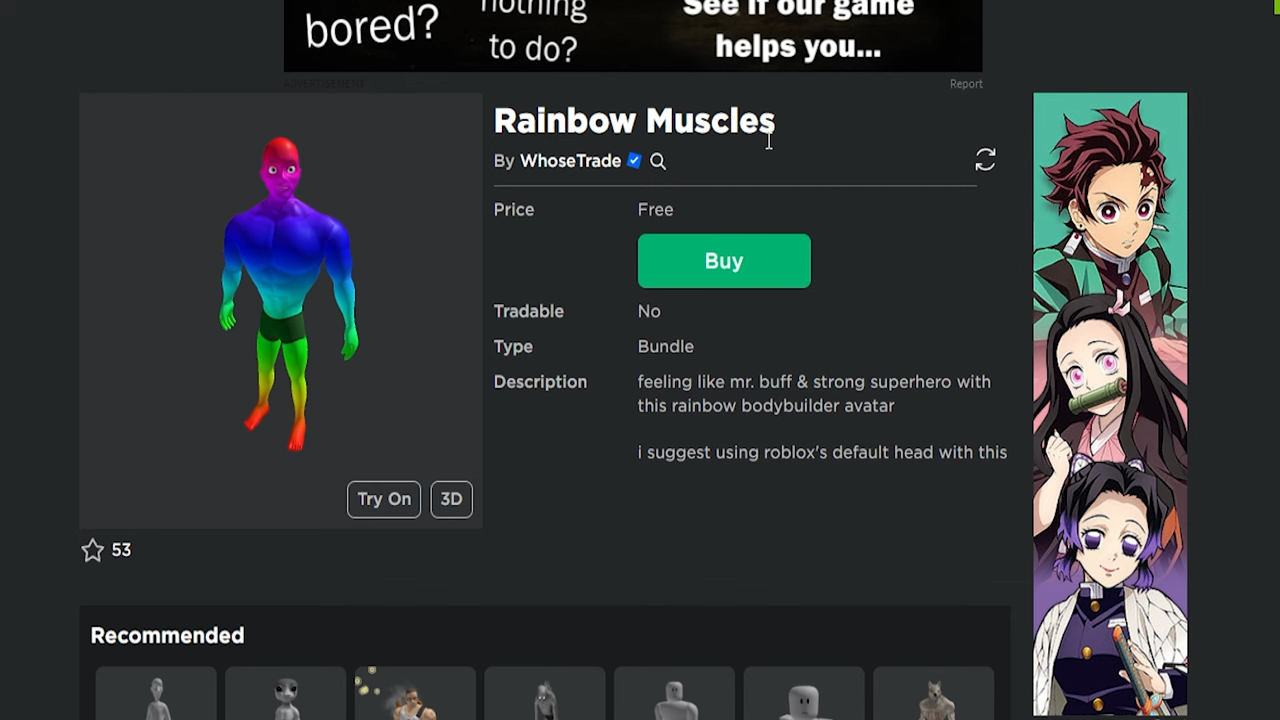 bored?
nothing
to do?
See if our game
helps you...
ADVERTISEMENT
Report
Rainbow Muscles
By WhoseTrade
Price Free
Buy
Tradable No
Type Bundle
Description feeling like mr. buff & strong superhero with
this rainbow bodybuilder avatar
i suggest using roblox's default head with this
Try On 3D
53
Recommended